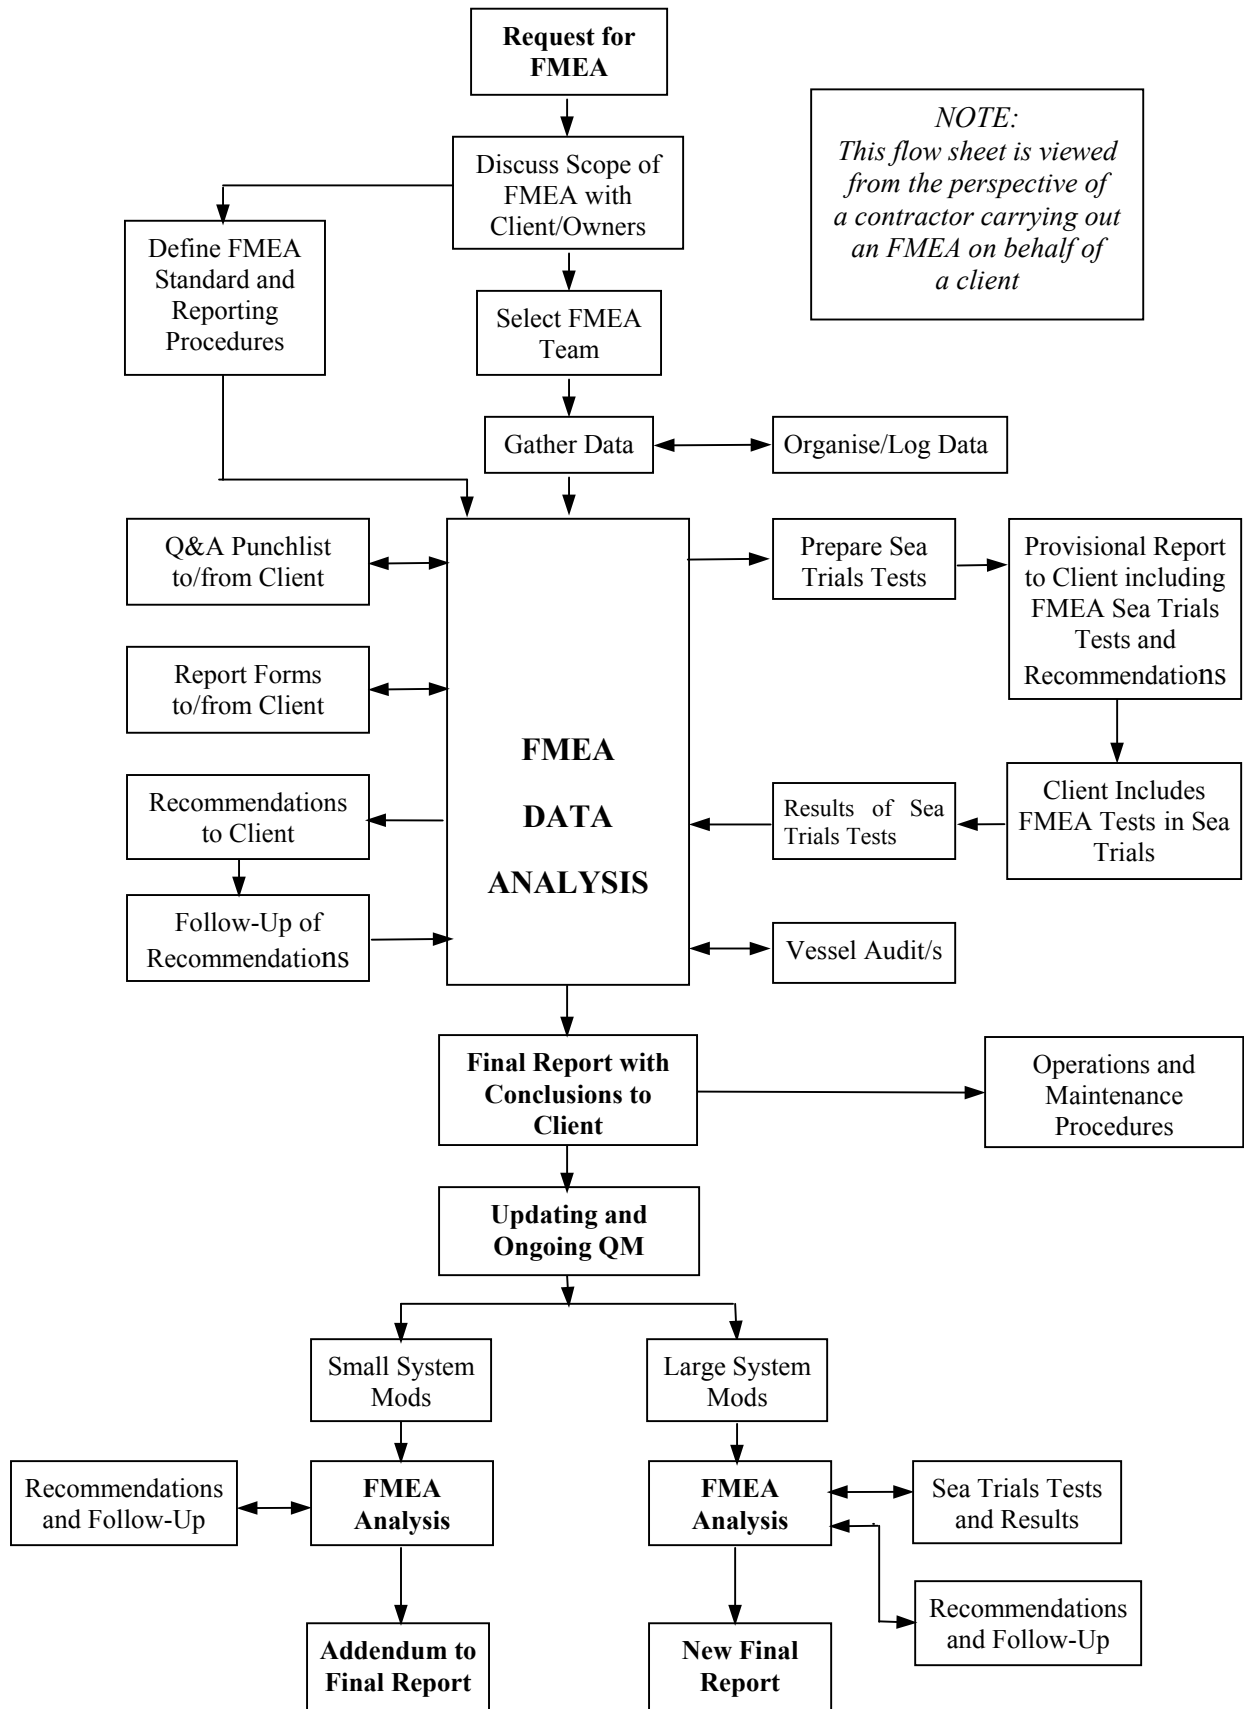 Request for
FMEA
NOTE:
This flow sheet is viewed
from the perspective of
a contractor carrying out
an FMEA on behalf of
a client
Discuss Scope of
FMEA with
Client/Owners
Define FMEA
Standard and
Reporting
Procedures
Select FMEA
Team
Gather Data
Organise/Log Data
Q&A Punchlist
to/from Client
Prepare Sea
Trials Tests
Provisional Report
to Client including
FMEA Sea Trials
Tests and
Recommendations
Report Forms
to/from Client
FMEA
DATA
ANALYSIS
Recommendations
to Client
Results of Sea
Trials Tests
Client Includes
FMEA Tests in Sea
Trials
Follow-Up of
Recommendations
Vessel Audit/s
Final Report with
Conclusions to
Client
Operations and
Maintenance
Procedures
Updating and
Ongoing QM
Small System
Mods
Large System
Mods
Recommendations
and Follow-Up
FMEA
Analysis
FMEA
Analysis
Sea Trials Tests
and Results
Recommendations
and Follow-Up
Addendum to
Final Report
New Final
Report